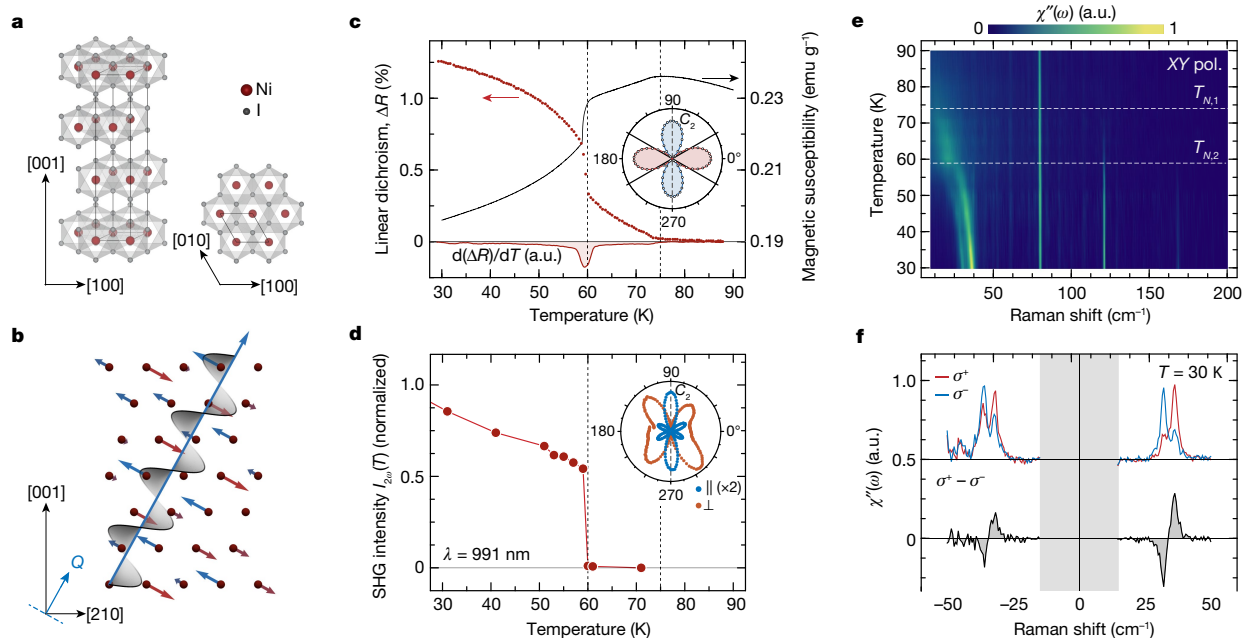 a
Ni
I
[001]
[010]
[100]
[100]
b
[001]
Q
[210]
c
Linear dichroism, ΔR (%)
1.0
0.5
0
0.23
0.21
0.20
0.19
Magnetic susceptibility (emu g⁻¹)
90
C₂
180
0°
270
d(ΔR)/dT (a.u.)
30 40 50 60 70 80 90
Temperature (K)
d
SHG intensity I₂ω(T) (normalized)
1.0
0.5
0
90
C₂
180
0°
270
|| (×2)
⊥
λ = 991 nm
30 40 50 60 70 80 90
Temperature (K)
e
χ″(ω) (a.u.)
0 1
XY pol.
T_N,1
T_N,2
Temperature (K)
90
80
70
60
50
40
30
50 100 150 200
Raman shift (cm⁻¹)
f
σ⁺
σ⁻
T = 30 K
χ″(ω) (a.u.)
1.0
0.5
σ⁺ – σ⁻
0
–50 –25 0 25 50
Raman shift (cm⁻¹)